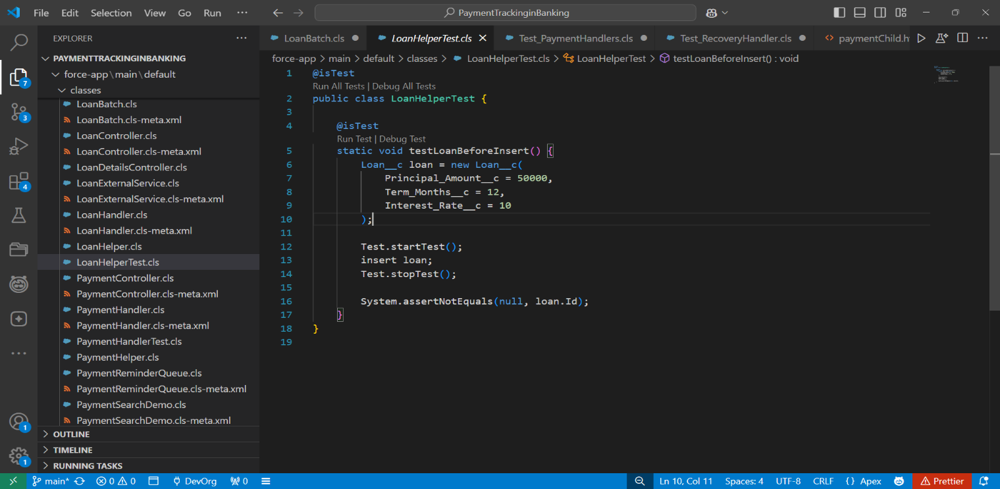 File Edit Selection View Go Run ···
PaymentTrackinginBanking
EXPLORER
PAYMENTTRACKINGINBANKING
force-app\main\default
classes
LoanBatch.cls
LoanBatch.cls-meta.xml
LoanController.cls
LoanController.cls-meta.xml
LoanDetailsController.cls
LoanExternalService.cls
LoanExternalService.cls-meta.xml
LoanHandler.cls
LoanHandler.cls-meta.xml
LoanHelper.cls
LoanHelperTest.cls
PaymentController.cls
PaymentController.cls-meta.xml
PaymentHandler.cls
PaymentHandler.cls-meta.xml
PaymentHandlerTest.cls
PaymentHelper.cls
PaymentReminderQueue.cls
PaymentReminderQueue.cls-meta.xml
PaymentSearchDemo.cls
PaymentSearchDemo.cls-meta.xml
OUTLINE
TIMELINE
RUNNING TASKS
7
3
4
1
1
LoanBatch.cls LoanHelperTest.cls Test_PaymentHandlers.cls Test_RecoveryHandler.cls paymentChild.h
force-app > main > default > classes > LoanHelperTest.cls > LoanHelperTest > testLoanBeforeInsert() : void
1 @isTest
Run All Tests | Debug All Tests
2 public class LoanHelperTest {
3
4 @isTest
Run Test | Debug Test
5 static void testLoanBeforeInsert() {
6 Loan__c loan = new Loan__c(
7 Principal_Amount__c = 50000,
8 Term_Months__c = 12,
9 Interest_Rate__c = 10
10 );
11
12 Test.startTest();
13 insert loan;
14 Test.stopTest();
15
16 System.assertNotEquals(null, loan.Id);
17 }
18 }
19
main* 0 0 DevOrg 0 Ln 10, Col 11 Spaces: 4 UTF-8 CRLF {} Apex Prettier